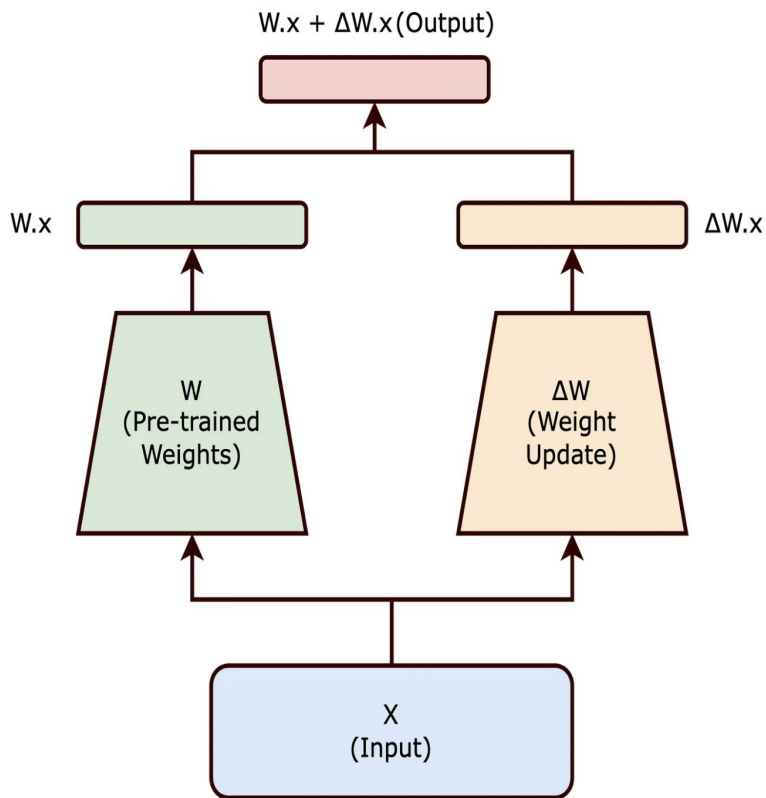 W.x + ΔW.x(Output)
W.x
ΔW.x
W
(Pre-trained
Weights)
ΔW
(Weight
Update)
X
(Input)